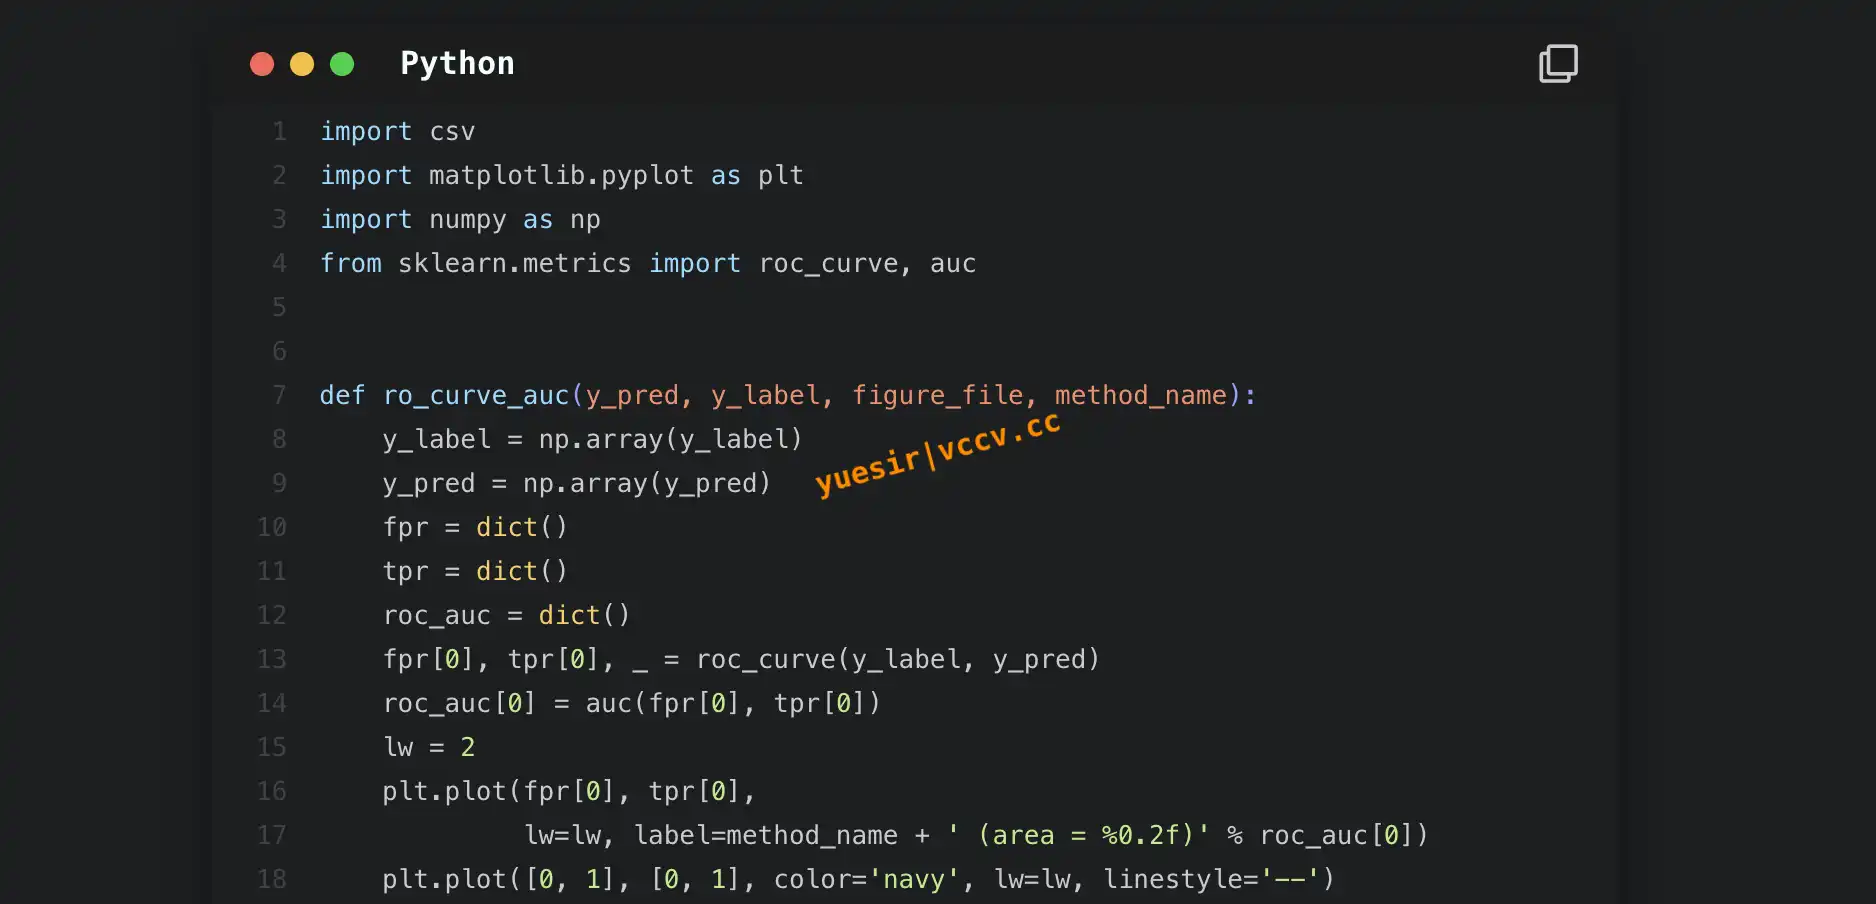 Python
1 import csv
2 import matplotlib.pyplot as plt
3 import numpy as np
4 from sklearn.metrics import roc_curve, auc
5
6
7 def ro_curve_auc(y_pred, y_label, figure_file, method_name):
8     y_label = np.array(y_label)
9     y_pred = np.array(y_pred)
yuesir|vccv.cc
10     fpr = dict()
11     tpr = dict()
12     roc_auc = dict()
13     fpr[0], tpr[0], _ = roc_curve(y_label, y_pred)
14     roc_auc[0] = auc(fpr[0], tpr[0])
15     lw = 2
16     plt.plot(fpr[0], tpr[0],
17              lw=lw, label=method_name + ' (area = %0.2f)' % roc_auc[0])
18     plt.plot([0, 1], [0, 1], color='navy', lw=lw, linestyle='--')